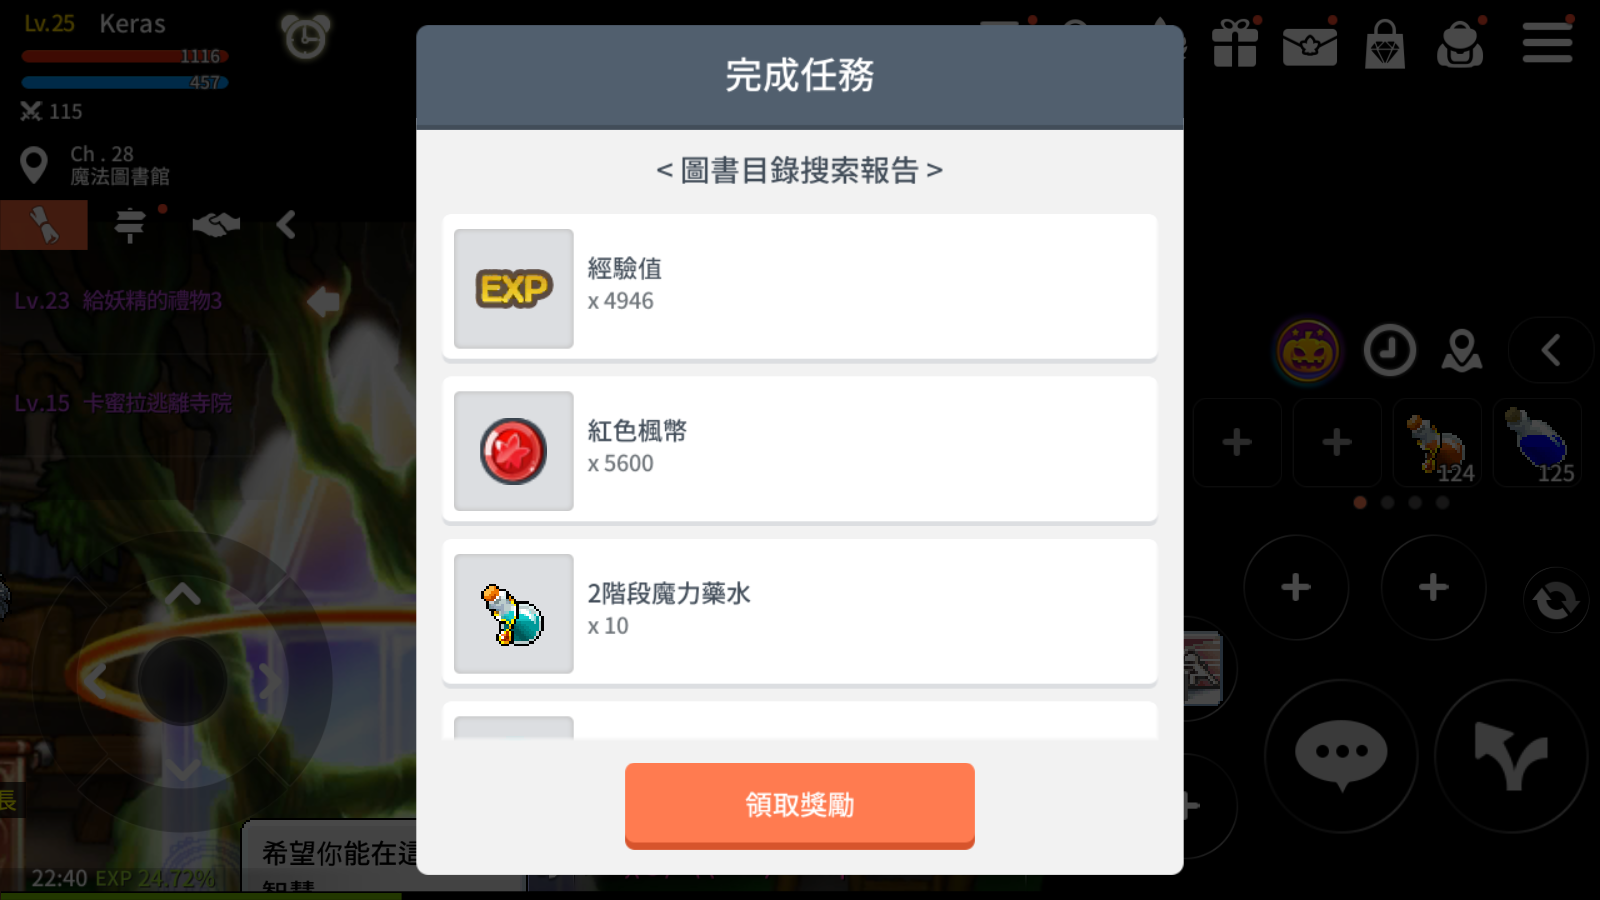 Lv.25 Keras
1116
457
115
Ch . 28
魔法圖書館
Lv.23 給妖精的禮物3
Lv.15 卡蜜拉逃離寺院
完成任務
< 圖書目錄搜索報告 >
EXP
經驗值
x 4946
紅色楓幣
x 5600
2階段魔力藥水
x 10
領取獎勵
124
125
長
希望你能在這
智慧
22:40 EXP 24.72%